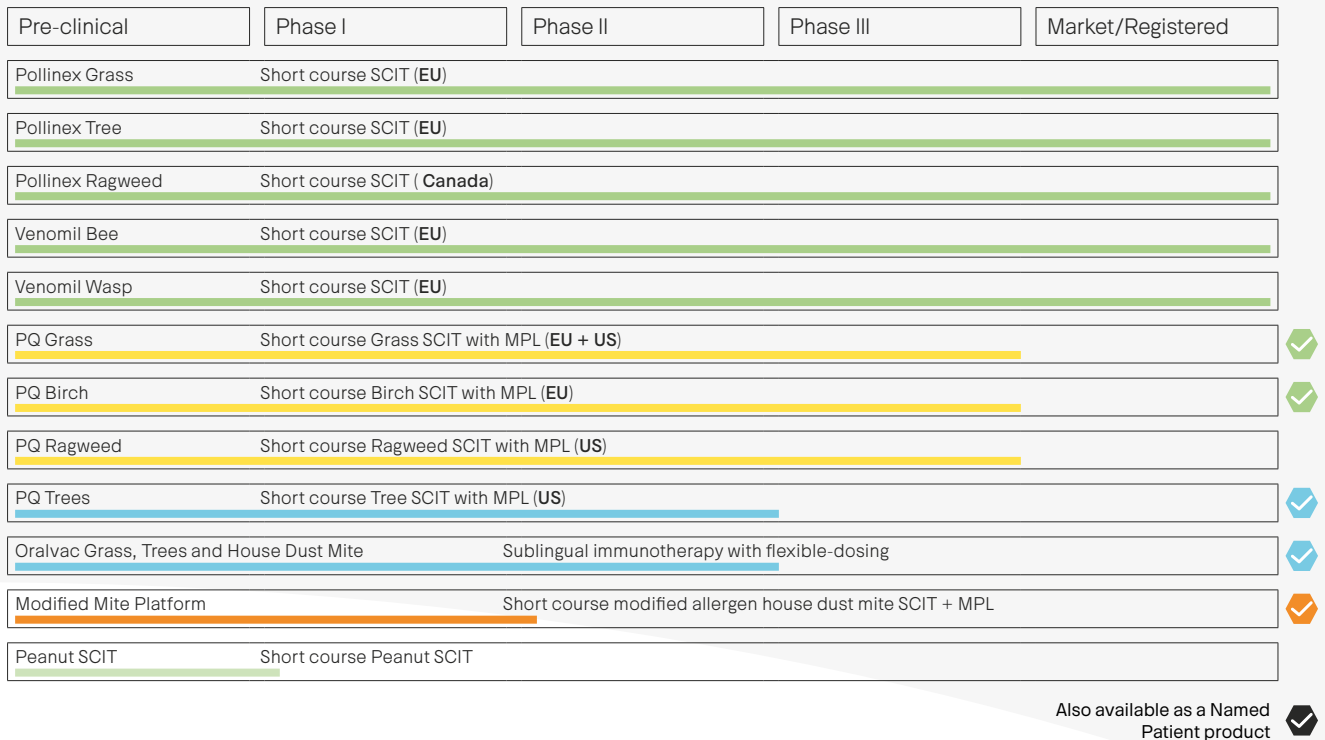 Pre-clinical Phase I Phase II Phase III Market/Registered
Pollinex Grass Short course SCIT (EU)
Pollinex Tree Short course SCIT (EU)
Pollinex Ragweed Short course SCIT ( Canada)
Venomil Bee Short course SCIT (EU)
Venomil Wasp Short course SCIT (EU)
PQ Grass Short course Grass SCIT with MPL (EU + US)
PQ Birch Short course Birch SCIT with MPL (EU)
PQ Ragweed Short course Ragweed SCIT with MPL (US)
PQ Trees Short course Tree SCIT with MPL (US)
Oralvac Grass, Trees and House Dust Mite Sublingual immunotherapy with flexible-dosing
Modified Mite Platform Short course modified allergen house dust mite SCIT + MPL
Peanut SCIT Short course Peanut SCIT
Also available as a Named
Patient product